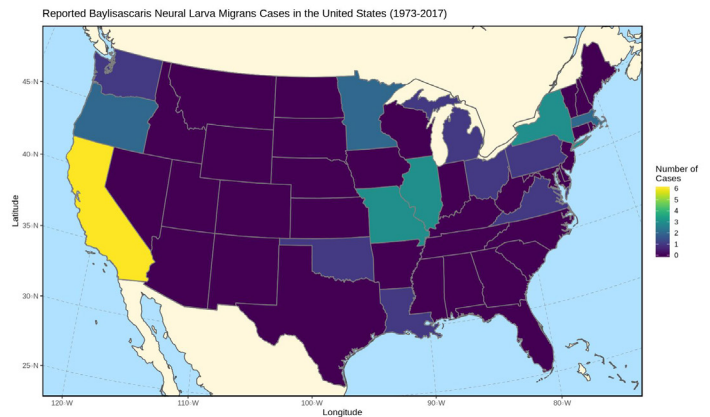 Reported Baylisascaris Neural Larva Migrans Cases in the United States (1973-2017)
45◦N
40◦N
35◦N
30◦N
25◦N
Latitude
120◦W
110◦W
100◦W
90◦W
80◦W
Longitude
Number of
Cases
6
5
4
3
2
1
0